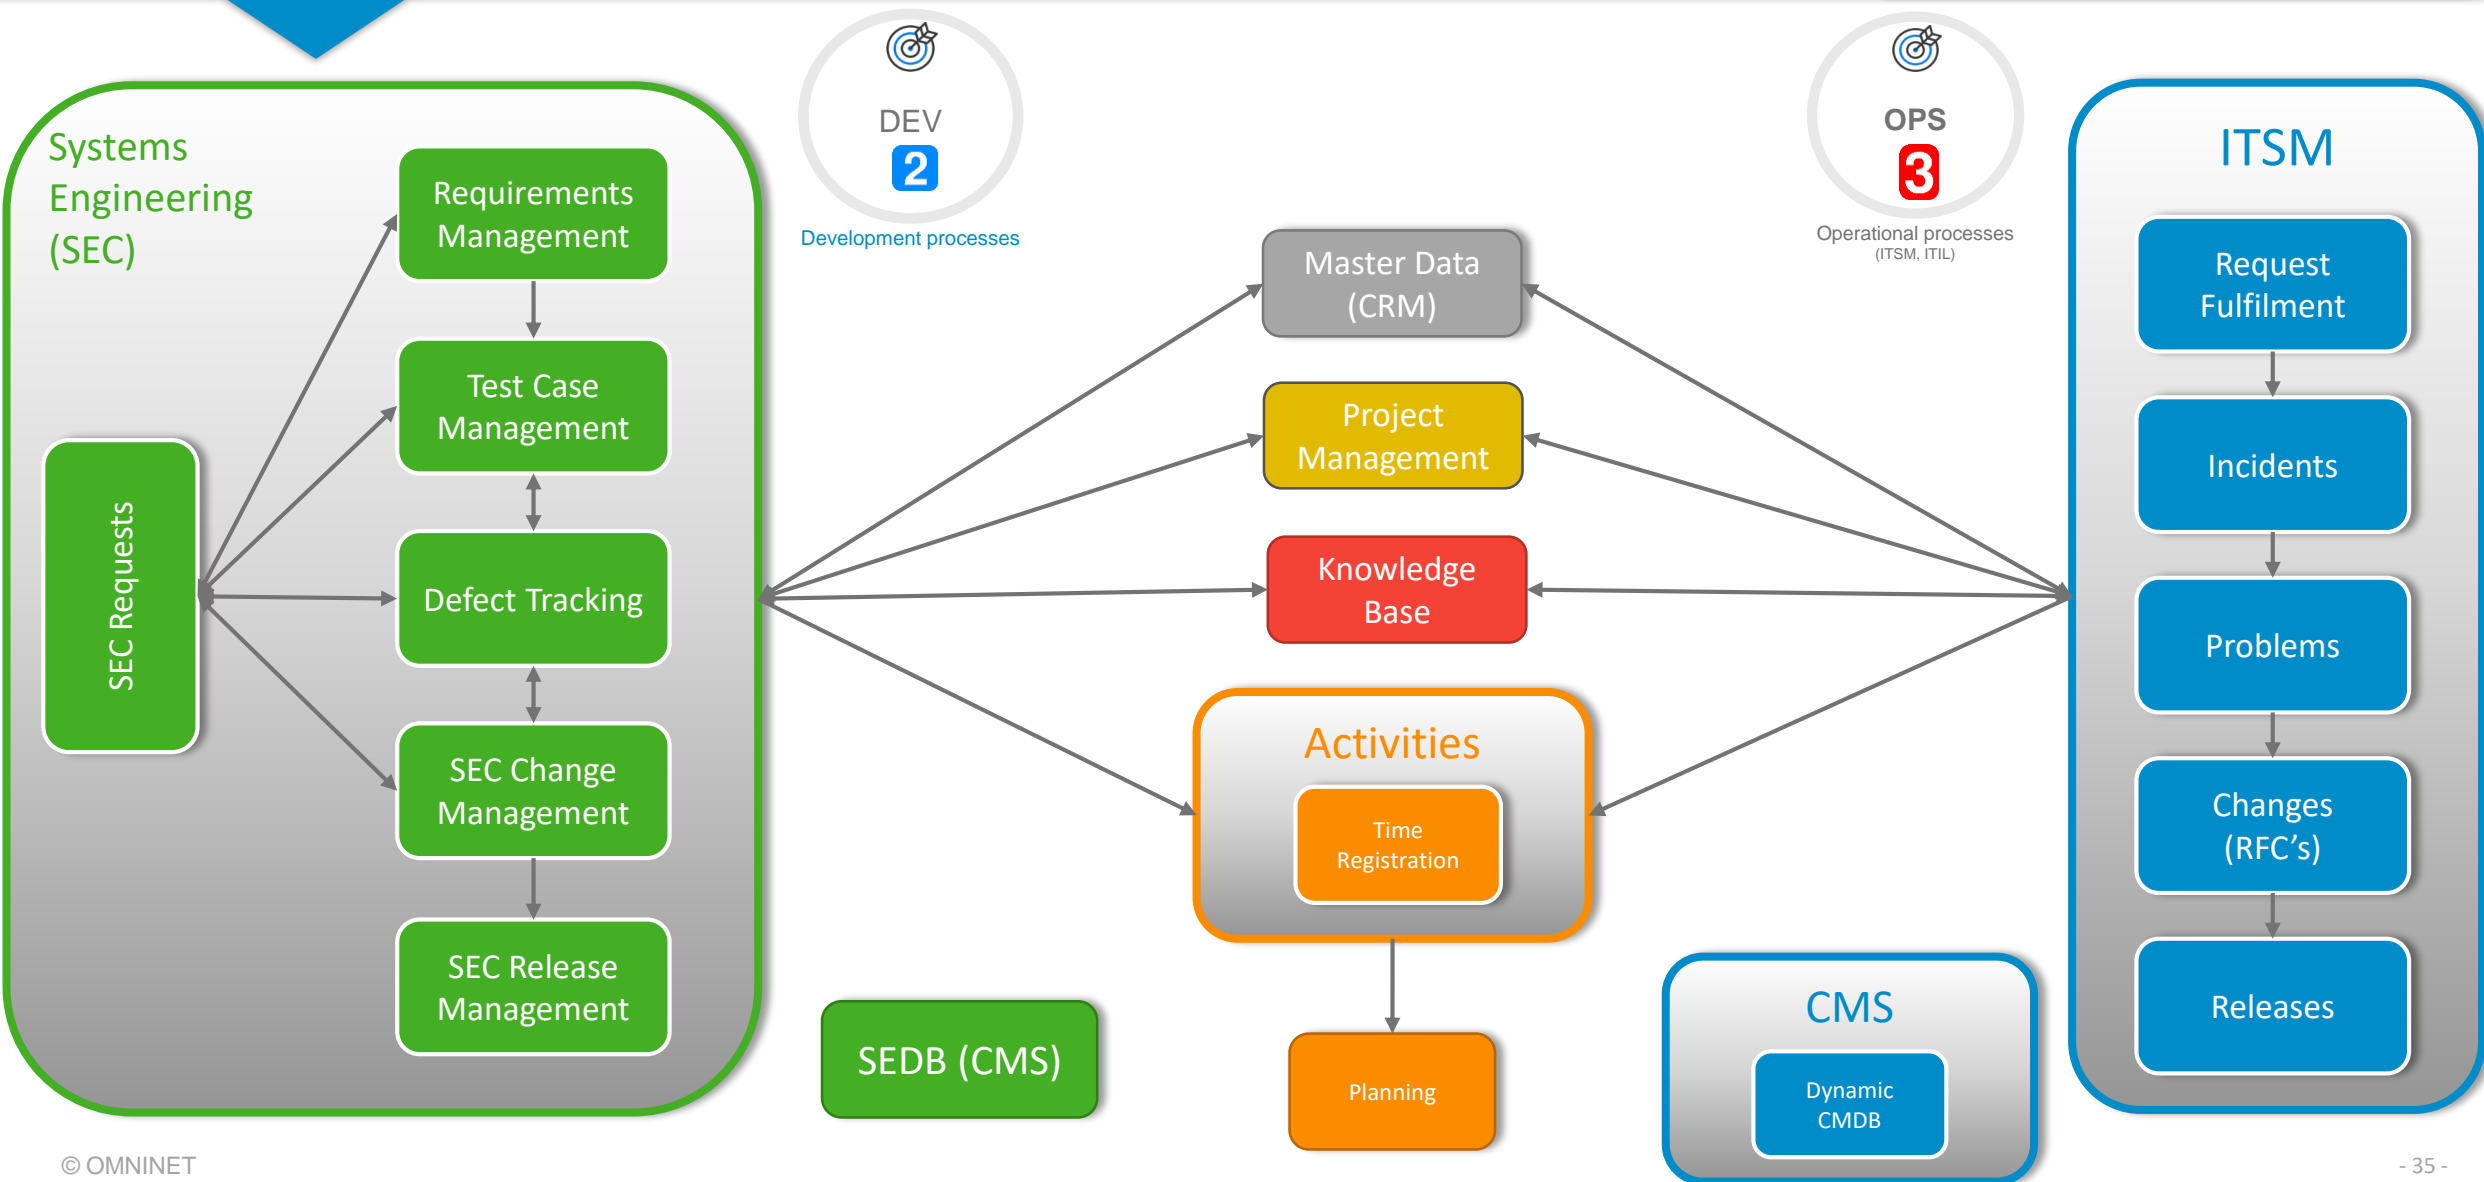 Systems
Engineering
(SEC)
SEC Requests
Requirements
Management
Test Case
Management
Defect Tracking
SEC Change
Management
SEC Release
Management
DEV
2
Development processes
OPS
3
Operational processes
(ITSM, ITIL)
Master Data
(CRM)
Project
Management
Knowledge
Base
Activities
Time
Registration
Planning
SEDB (CMS)
CMS
Dynamic
CMDB
ITSM
Request
Fulfilment
Incidents
Problems
Changes
(RFC's)
Releases
© OMNINET
- 35 -